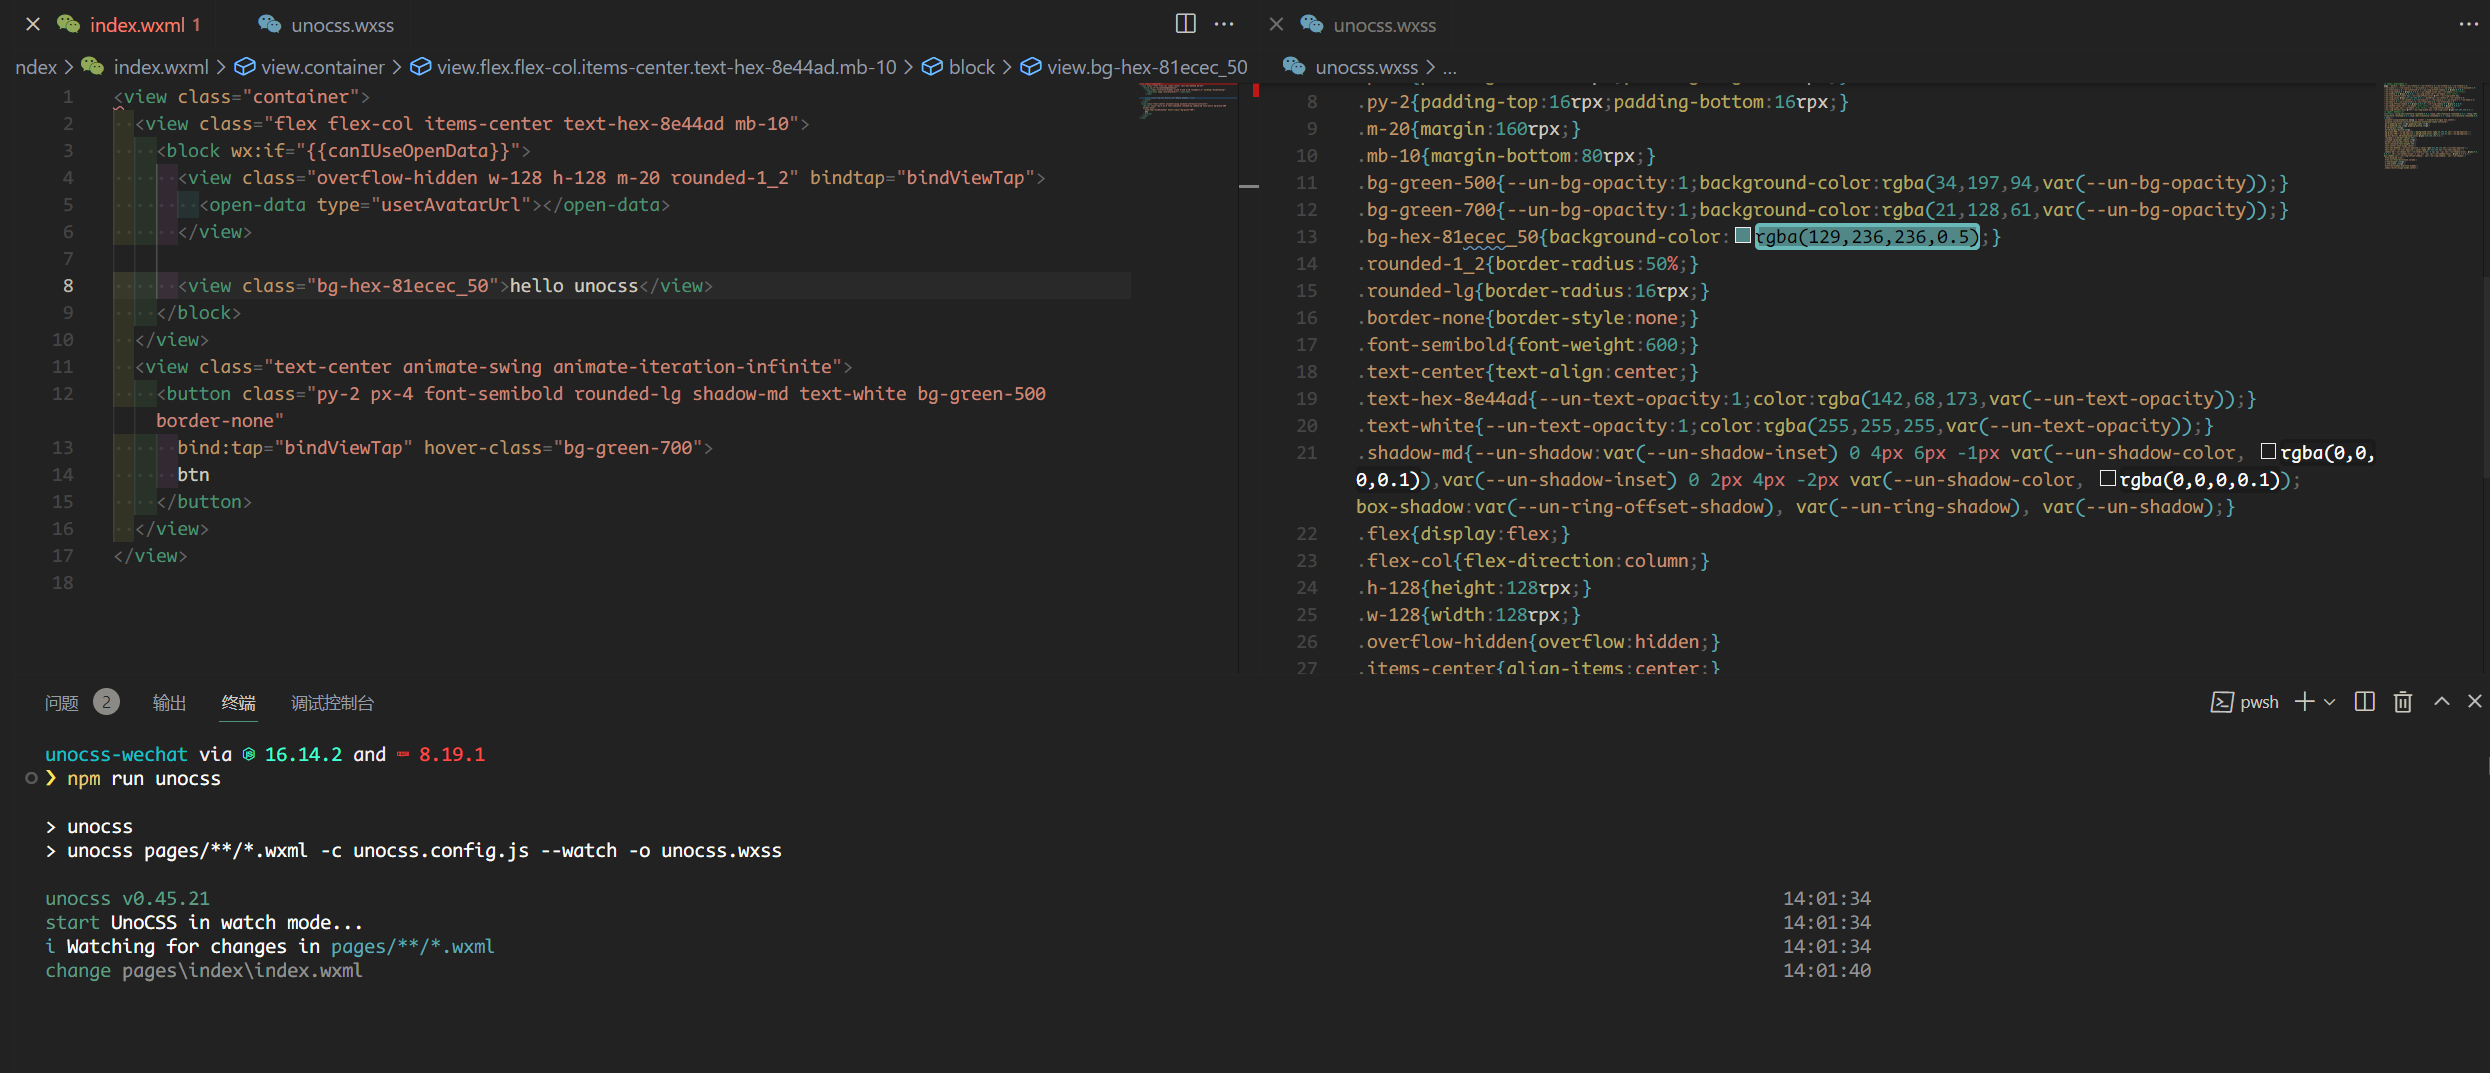 index.wxml 1
unocss.wxss
ndex > index.wxml > view.container > view.flex.flex-col.items-center.text-hex-8e44ad.mb-10 > block > view.bg-hex-81ecec_50
1 <view class="container">
2 <view class="flex flex-col items-center text-hex-8e44ad mb-10">
3 <block wx:if="{{canIUseOpenData}}">
4 <view class="overflow-hidden w-128 h-128 m-20 rounded-1_2" bindtap="bindViewTap">
5 <open-data type="userAvatarUrl"></open-data>
6 </view>
7
8 <view class="bg-hex-81ecec_50">hello unocss</view>
9 </block>
10 </view>
11 <view class="text-center animate-swing animate-iteration-infinite">
12 <button class="py-2 px-4 font-semibold rounded-lg shadow-md text-white bg-green-500
border-none"
13 bind:tap="bindViewTap" hover-class="bg-green-700">
14 btn
15 </button>
16 </view>
17 </view>
18
unocss.wxss
unocss.wxss > ...
8 .py-2{padding-top:16rpx;padding-bottom:16rpx;}
9 .m-20{margin:160rpx;}
10 .mb-10{margin-bottom:80rpx;}
11 .bg-green-500{--un-bg-opacity:1;background-color:rgba(34,197,94,var(--un-bg-opacity));}
12 .bg-green-700{--un-bg-opacity:1;background-color:rgba(21,128,61,var(--un-bg-opacity));}
13 .bg-hex-81ecec_50{background-color:rgba(129,236,236,0.5);}
14 .rounded-1_2{border-radius:50%;}
15 .rounded-lg{border-radius:16rpx;}
16 .border-none{border-style:none;}
17 .font-semibold{font-weight:600;}
18 .text-center{text-align:center;}
19 .text-hex-8e44ad{--un-text-opacity:1;color:rgba(142,68,173,var(--un-text-opacity));}
20 .text-white{--un-text-opacity:1;color:rgba(255,255,255,var(--un-text-opacity));}
21 .shadow-md{--un-shadow:var(--un-shadow-inset) 0 4px 6px -1px var(--un-shadow-color, rgba(0,0,
0,0.1)),var(--un-shadow-inset) 0 2px 4px -2px var(--un-shadow-color, rgba(0,0,0,0.1));
box-shadow:var(--un-ring-offset-shadow), var(--un-ring-shadow), var(--un-shadow);}
22 .flex{display:flex;}
23 .flex-col{flex-direction:column;}
24 .h-128{height:128rpx;}
25 .w-128{width:128rpx;}
26 .overflow-hidden{overflow:hidden;}
27 .items-center{align-items:center;}
问题 2 输出 终端 调试控制台
pwsh
unocss-wechat via 16.14.2 and 8.19.1
❯ npm run unocss
> unocss
> unocss pages/**/*.wxml -c unocss.config.js --watch -o unocss.wxss
unocss v0.45.21 14:01:34
start UnoCSS in watch mode... 14:01:34
i Watching for changes in pages/**/*.wxml 14:01:34
change pages\index\index.wxml 14:01:40